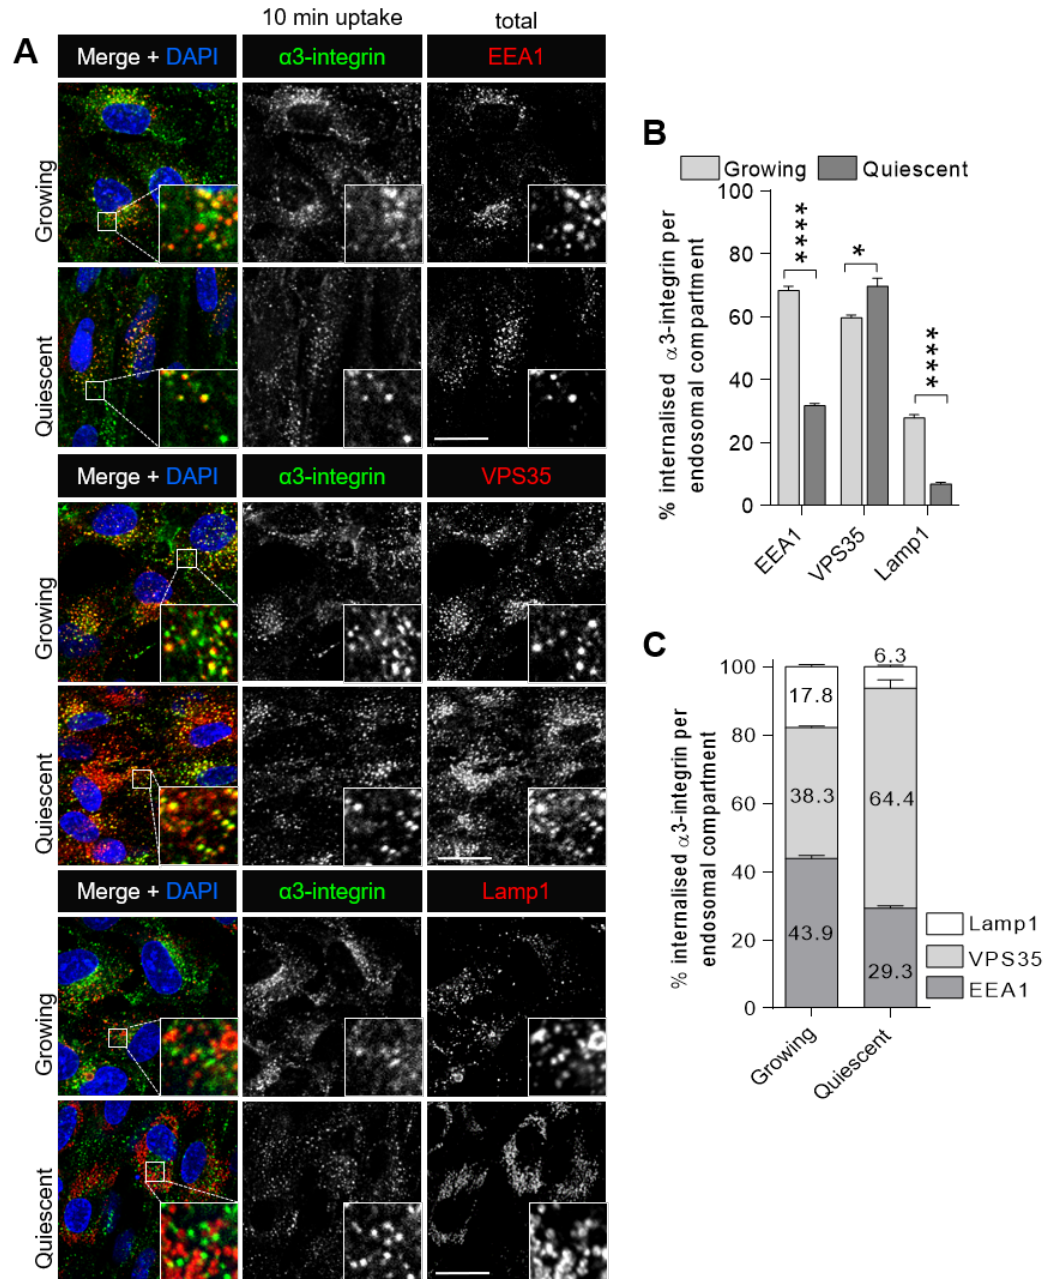 10 min uptake
total
A
Merge + DAPI
α3-integrin
EEA1
Growing
Quiescent
Merge + DAPI
α3-integrin
VPS35
Growing
Quiescent
Merge + DAPI
α3-integrin
Lamp1
Growing
Quiescent
B
Growing
Quiescent
% internalised α3-integrin per
endosomal compartment
100
80
60
40
20
0
****
*
****
EEA1
VPS35
Lamp1
C
% internalised α3-integrin per
endosomal compartment
100
80
60
40
20
0
17.8
38.3
43.9
6.3
64.4
29.3
Lamp1
VPS35
EEA1
Growing
Quiescent